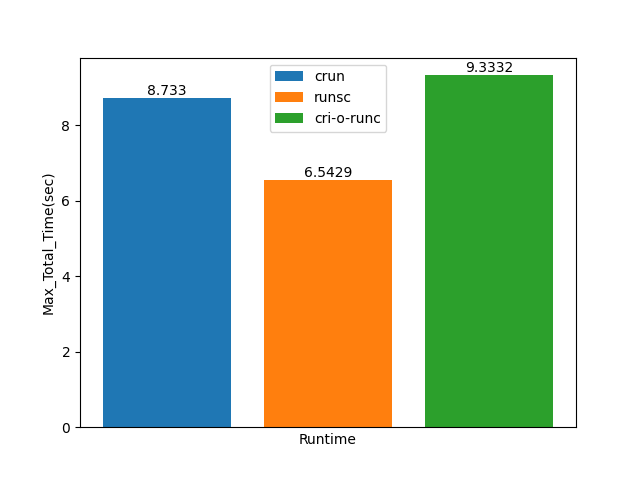 9.3332
crun
8.733
runsc
cri-o-runc
8
6.5429
6
Max_Total_Time(sec)
4
2
0
Runtime